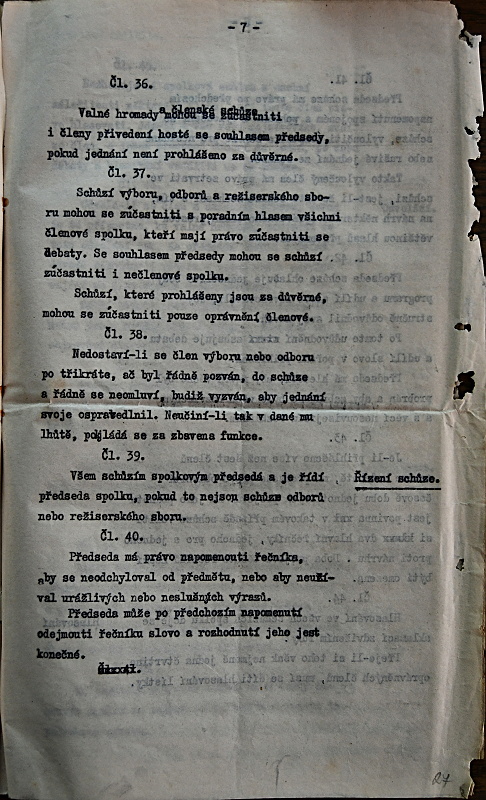 - 7 -
Čl. 36.
Valné hromady a členské schůze mohou se zúčastniti
i členy přivedení hosté se souhlasem předsedy,
pokud jednání není prohlášeno za důvěrné.
Čl. 37.
Schůzí výboru, odborů a režiserského sbo-
ru mohou se zúčastniti s poradním hlasem všichni
členové spolku, kteří mají právo zúčastniti se
debaty. Se souhlasem předsedy mohou se schůzí
zúčastniti i nečlenové spolku.
Schůzí, které prohlášeny jsou za důvěrné,
mohou se zúčastniti pouze oprávnění členové.
Čl. 38.
Nedostaví-li se člen výboru nebo odboru
po třikráte, ač byl řádně pozván, do schůze
a řádně se neomluví, budiž vyzván, aby jednání
svoje ospravedlnil. Neučiní-li tak v dané mu
lhůtě, pokládá se za zbavena funkce.
Čl. 39.
Všem schůzím spolkovým předsedá a je řídí Řízení schůze.
předseda spolku, pokud to nejsou schůze odborů
nebo režiserského sboru.
Čl. 40.
Předseda má právo napomenouti řečníka,
aby se neodchyloval od předmětu, nebo aby neuží-
val urážlivých nebo neslušných výrazů.
Předseda může po předchozím napomenutí
odejmouti řečníku slovo a rozhodnutí jeho jest
konečné.
27